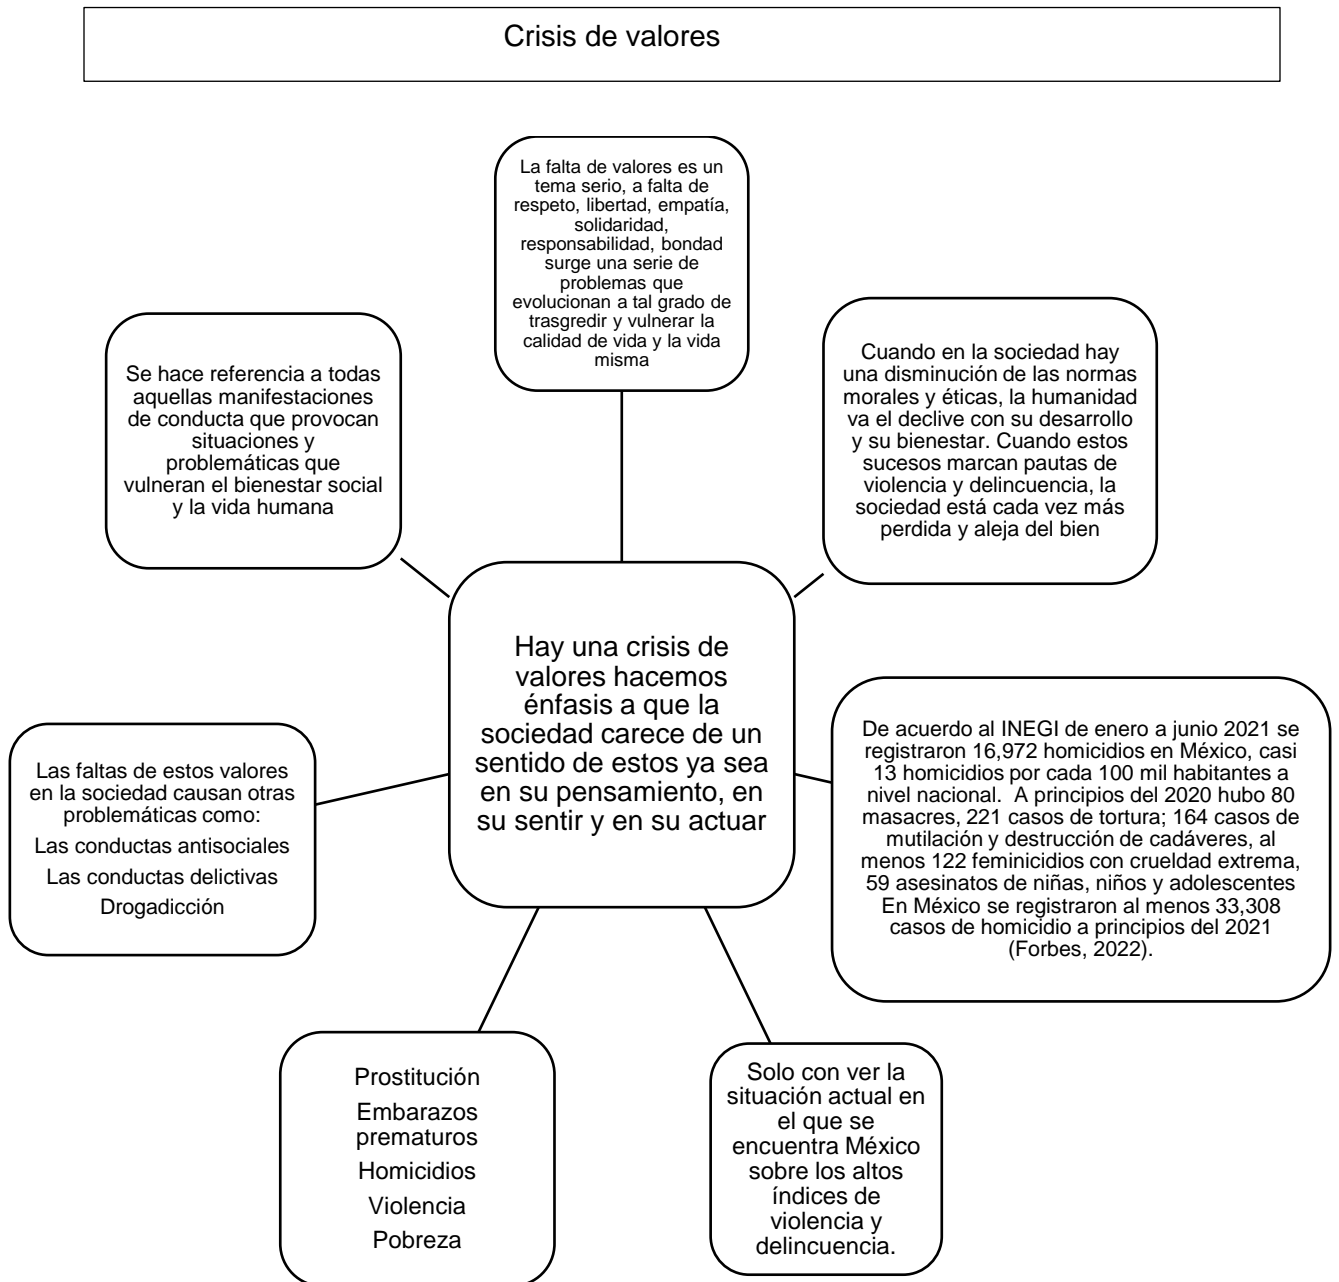 Crisis de valores
La falta de valores es un
tema serio, a falta de
respeto, libertad, empatía,
solidaridad,
responsabilidad, bondad
surge una serie de
problemas que
evolucionan a tal grado de
trasgredir y vulnerar la
calidad de vida y la vida
misma
Se hace referencia a todas
aquellas manifestaciones
de conducta que provocan
situaciones y
problemáticas que
vulneran el bienestar social
y la vida humana
Cuando en la sociedad hay
una disminución de las normas
morales y éticas, la humanidad
va el declive con su desarrollo
y su bienestar. Cuando estos
sucesos marcan pautas de
violencia y delincuencia, la
sociedad está cada vez más
perdida y aleja del bien
Hay una crisis de
valores hacemos
énfasis a que la
sociedad carece de un
sentido de estos ya sea
en su pensamiento, en
su sentir y en su actuar
Las faltas de estos valores
en la sociedad causan otras
problemáticas como:
Las conductas antisociales
Las conductas delictivas
Drogadicción
De acuerdo al INEGI de enero a junio 2021 se
registraron 16,972 homicidios en México, casi
13 homicidios por cada 100 mil habitantes a
nivel nacional.  A principios del 2020 hubo 80
masacres, 221 casos de tortura; 164 casos de
mutilación y destrucción de cadáveres, al
menos 122 feminicidios con crueldad extrema,
59 asesinatos de niñas, niños y adolescentes
En México se registraron al menos 33,308
casos de homicidio a principios del 2021
(Forbes, 2022).
Prostitución
Embarazos
prematuros
Homicidios
Violencia
Pobreza
Solo con ver la
situación actual en
el que se
encuentra México
sobre los altos
índices de
violencia y
delincuencia.